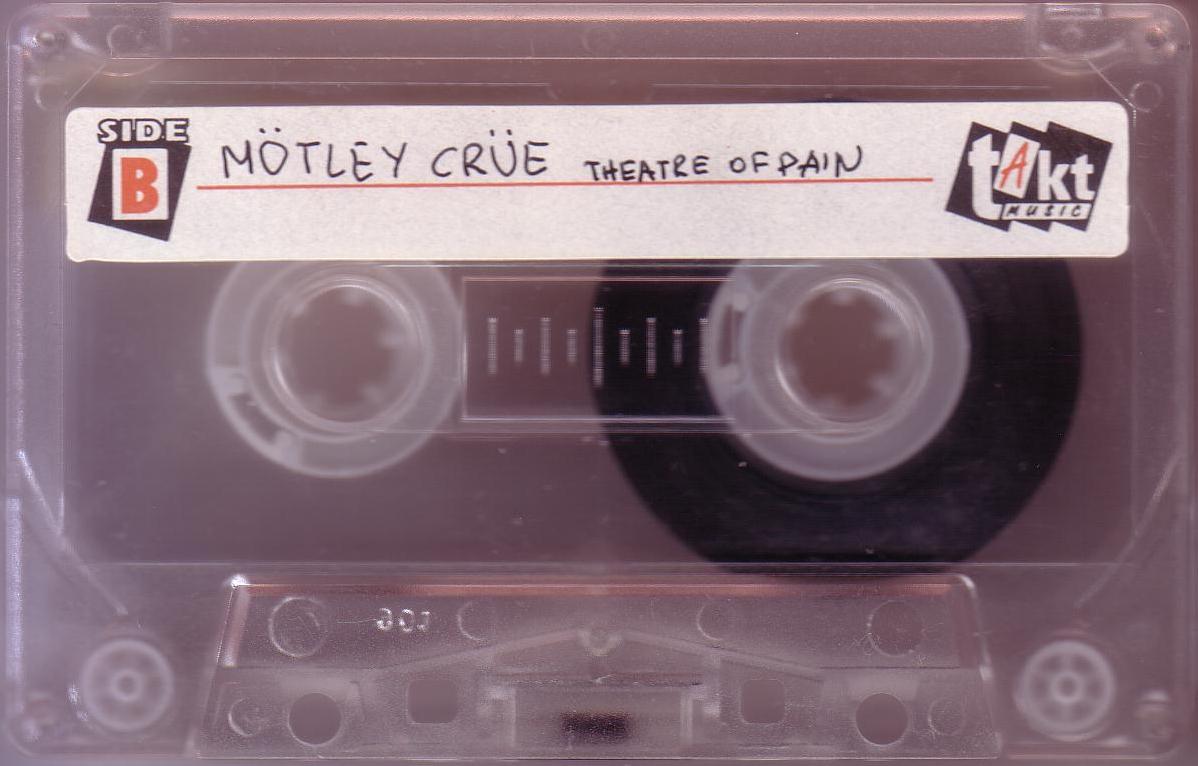 SIDE
B
MÖTLEY CRÜE THEATRE OF PAIN
tAkt
MUSIC